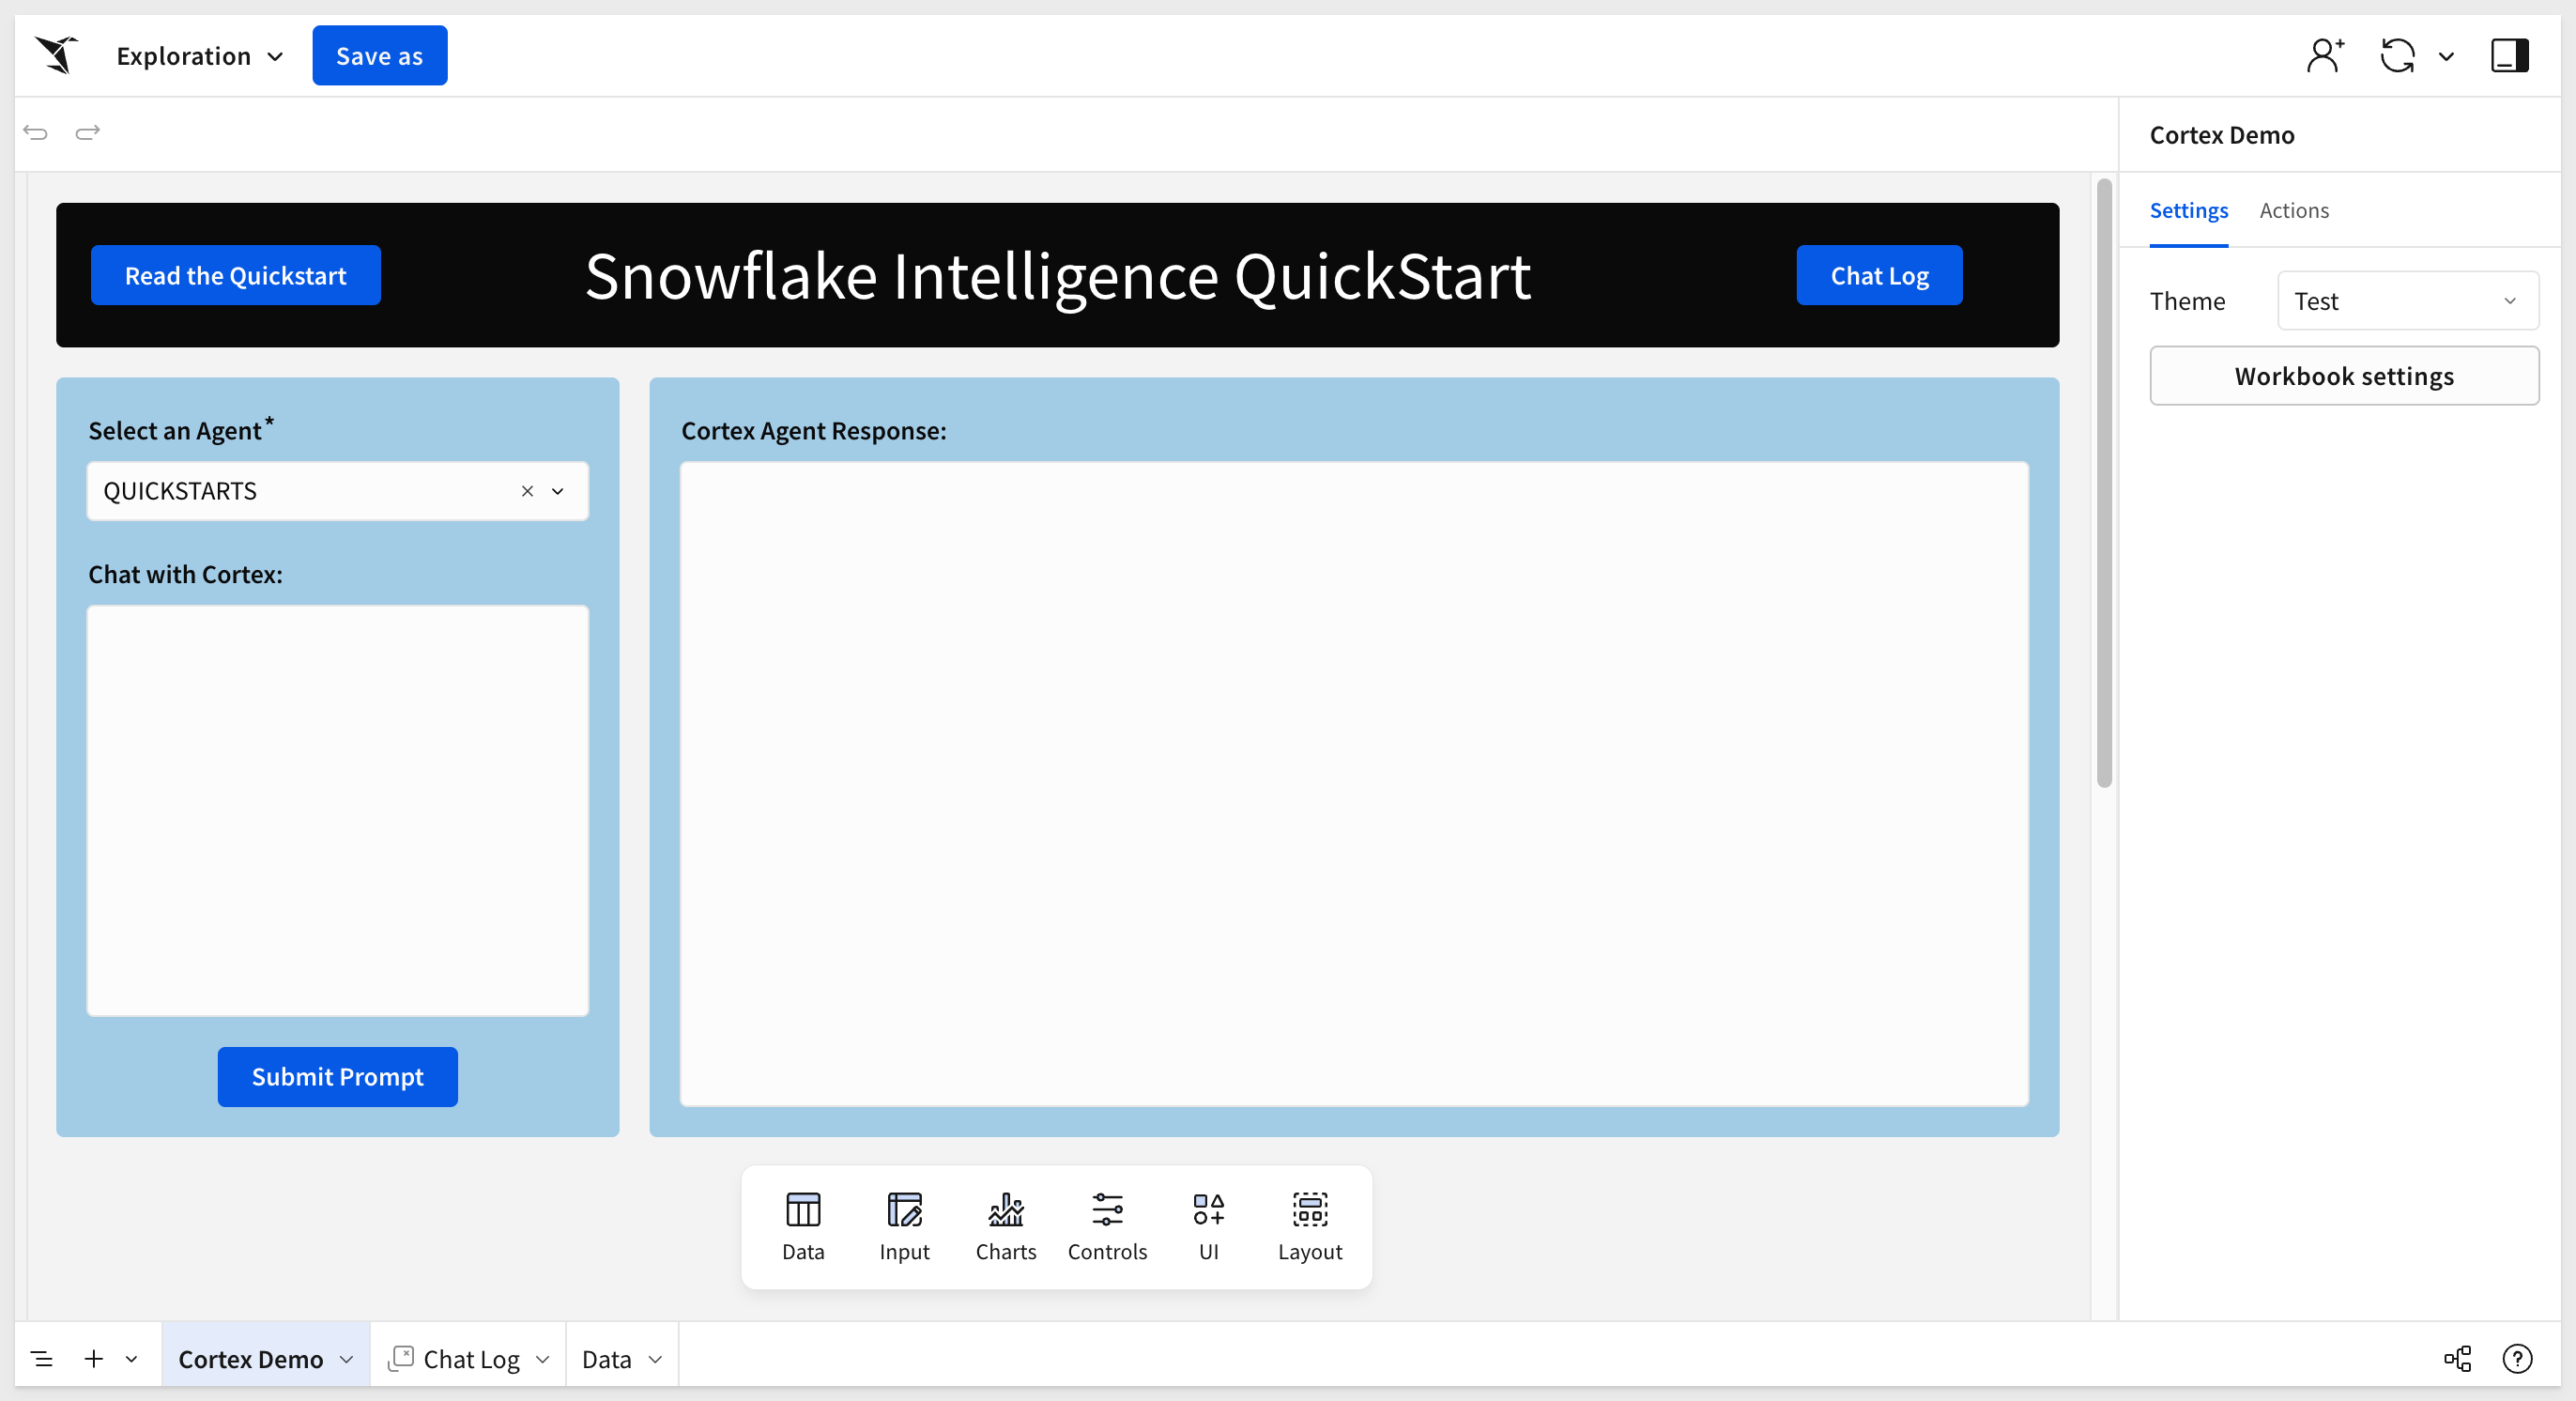 Exploration
Save as
Cortex Demo
Settings
Actions
Theme
Test
Workbook settings
Read the Quickstart
Snowflake Intelligence QuickStart
Chat Log
Select an Agent*
QUICKSTARTS
Chat with Cortex:
Submit Prompt
Cortex Agent Response:
Data
Input
Charts
Controls
UI
Layout
Cortex Demo
Chat Log
Data